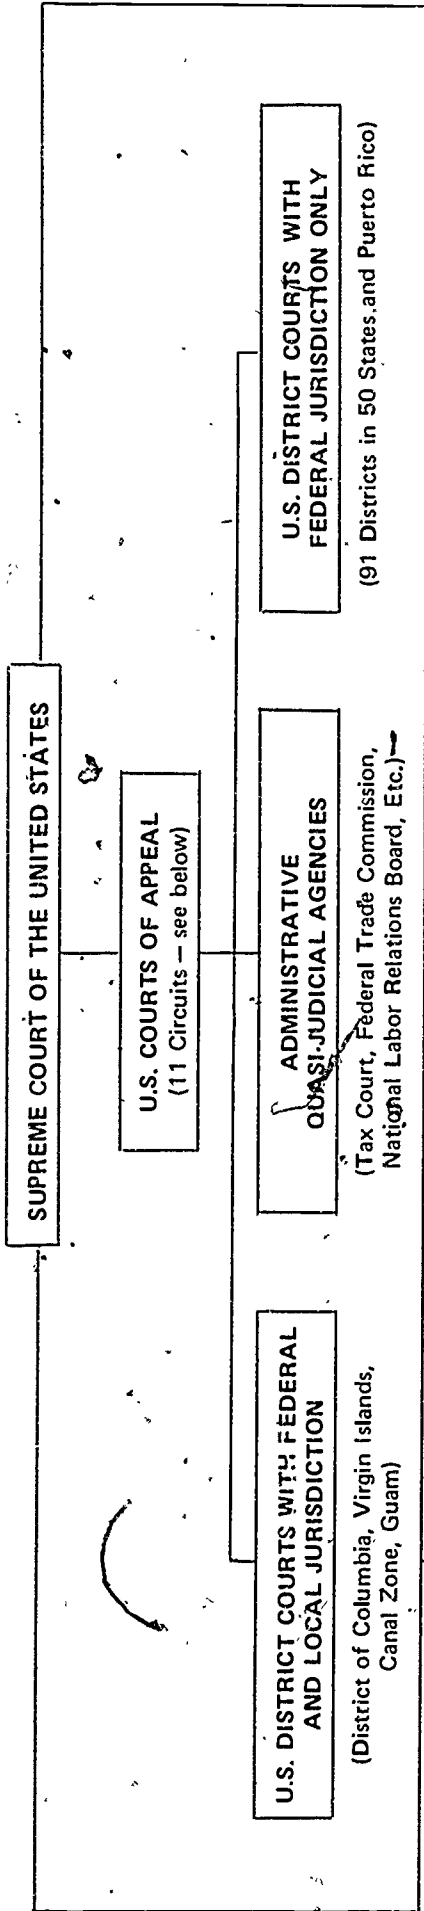 SUPREME COURT OF THE UNITED STATES
U.S. COURTS OF APPEAL
(11 Circuits — see below)
U.S. DISTRICT COURTS WITH FEDERAL
AND LOCAL JURISDICTION
(District of Columbia, Virgin Islands,
Canal Zone, Guam)
ADMINISTRATIVE
QUASI-JUDICIAL AGENCIES
(Tax Court, Federal Trade Commission,
National Labor Relations Board, Etc.)
U.S. DISTRICT COURTS WITH
FEDERAL JURISDICTION ONLY
(91 Districts in 50 States and Puerto Rico)